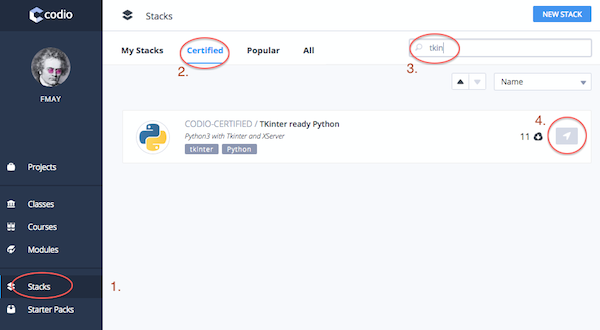 codio
Stacks
NEW STACK
FMAY
My Stacks
Certified
Popular
All
tkin
2.
3.
Name
4.
CODIO-CERTIFIED / TKinter ready Python
Python3 with Tkinter and XServer
tkinter
Python
11
Projects
Classes
Courses
Modules
Stacks
1.
Starter Packs